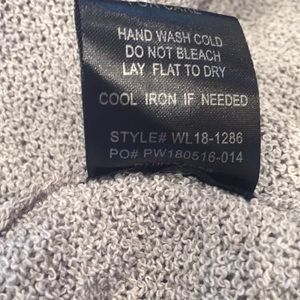 HAND WASH COLD
DO NOT BLEACH
LAY FLAT TO DRY
COOL IRON IF NEEDED
STYLE# WL18-1286
PO# PW180516-014